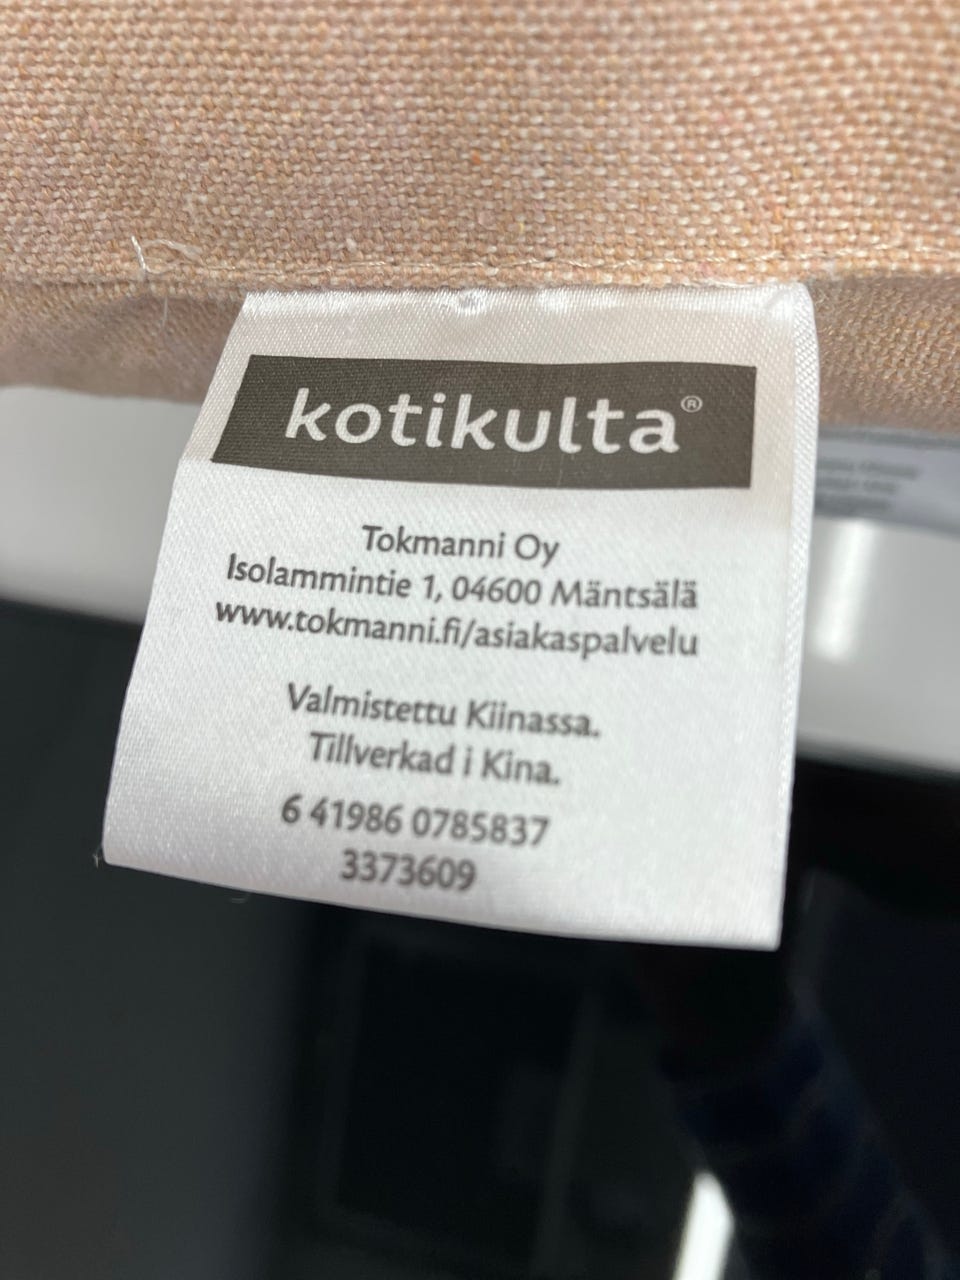 kotikulta®
Tokmanni Oy
Isolammintie 1, 04600 Mäntsälä
www.tokmanni.fi/asiakaspalvelu
Valmistettu Kiinassa.
Tillverkad i Kina.
6 41986 0785837
3373609